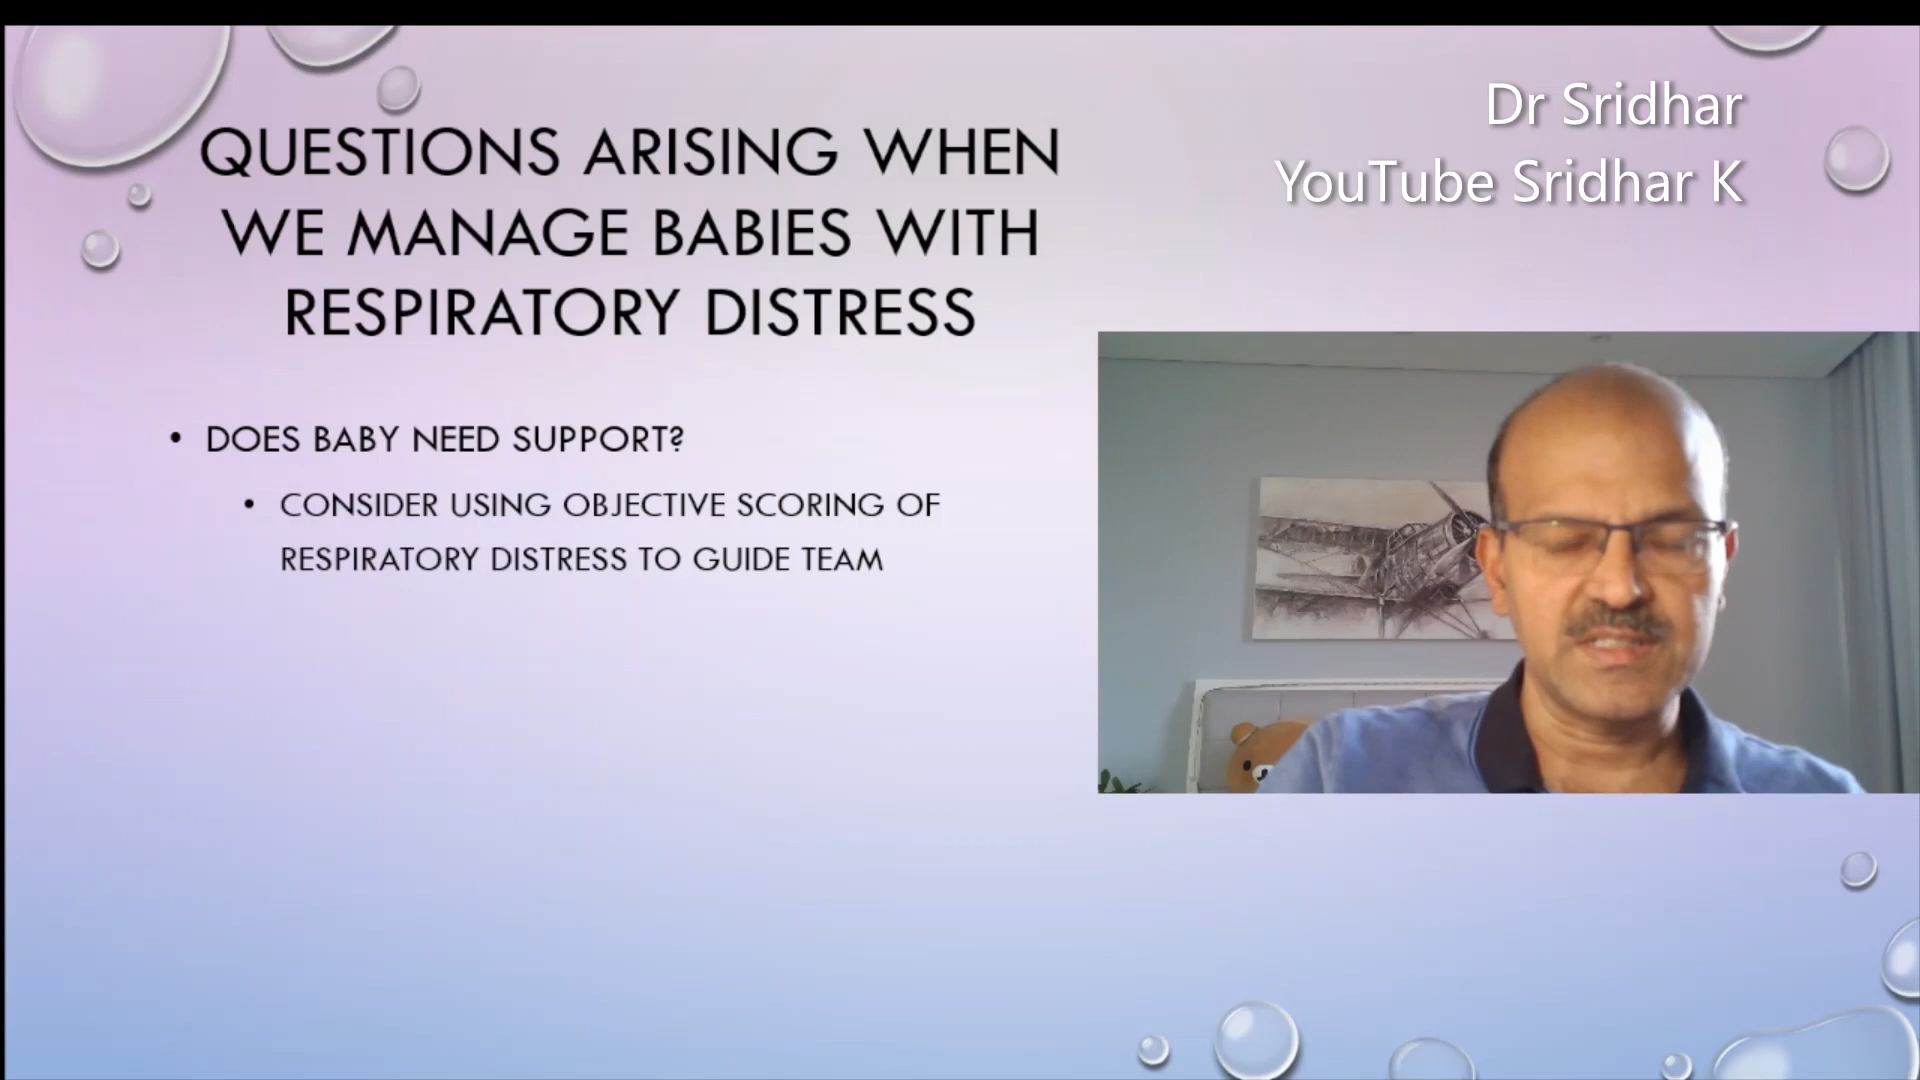 Dr Sridhar
YouTube Sridhar K
QUESTIONS ARISING WHEN
WE MANAGE BABIES WITH
RESPIRATORY DISTRESS
• DOES BABY NEED SUPPORT?
• CONSIDER USING OBJECTIVE SCORING OF
RESPIRATORY DISTRESS TO GUIDE TEAM